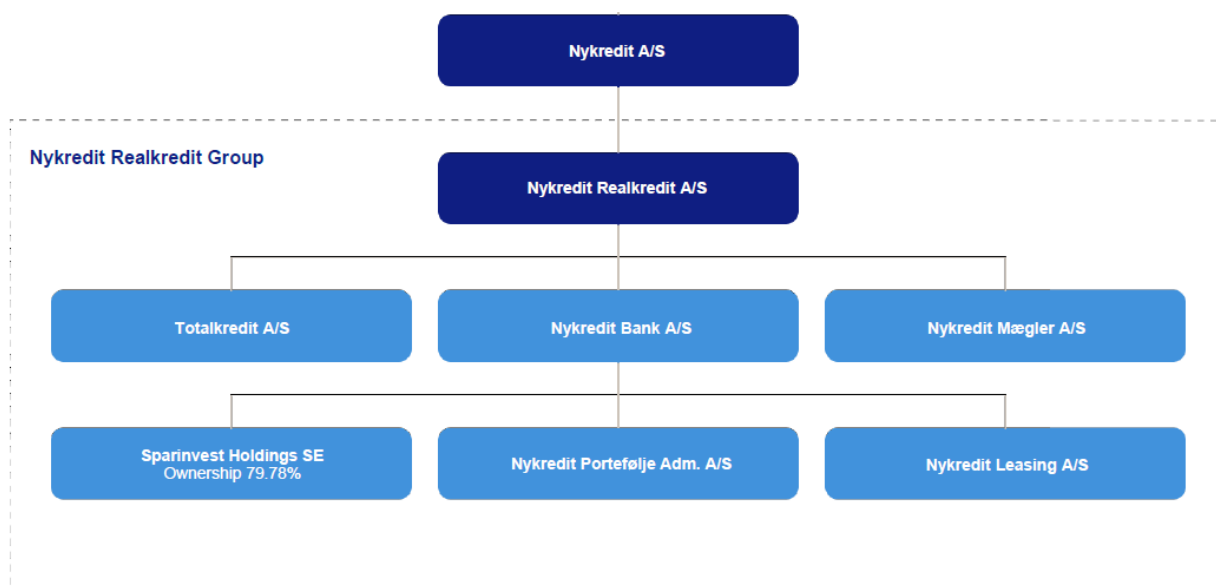 Nykredit A/S
Nykredit Realkredit Group
Nykredit Realkredit A/S
Totalkredit A/S
Nykredit Bank A/S
Nykredit Mægler A/S
Sparinvest Holdings SE
Ownership 79.78%
Nykredit Portefølje Adm. A/S
Nykredit Leasing A/S